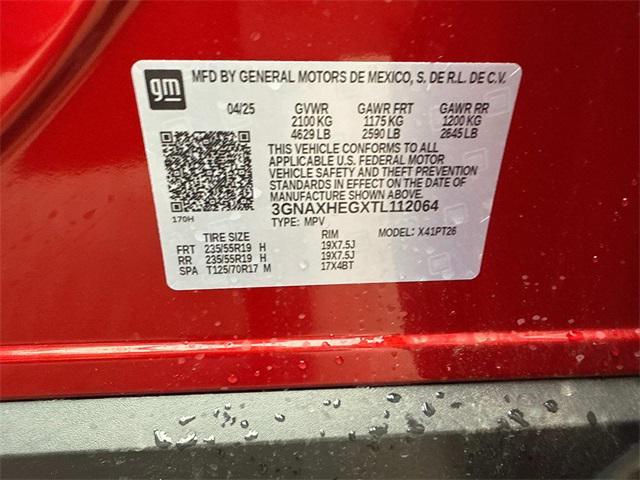 gm MFD BY GENERAL MOTORS DE MEXICO, S. DE R.L. DE C.V.
04/25 GVWR GAWR FRT GAWR RR
2100 KG 1175 KG 1200 KG
4629 LB 2590 LB 2645 LB
THIS VEHICLE CONFORMS TO ALL
APPLICABLE U.S. FEDERAL MOTOR
VEHICLE SAFETY AND THEFT PREVENTION
STANDARDS IN EFFECT ON THE DATE OF
MANUFACTURE SHOWN ABOVE.
3GNAXHEGXTL112064
170H TYPE: MPV
TIRE SIZE RIM MODEL: X41PT26
FRT 235/55R19 H 19X7.5J
RR 235/55R19 H 19X7.5J
SPA T125/70R17 M 17X4BT